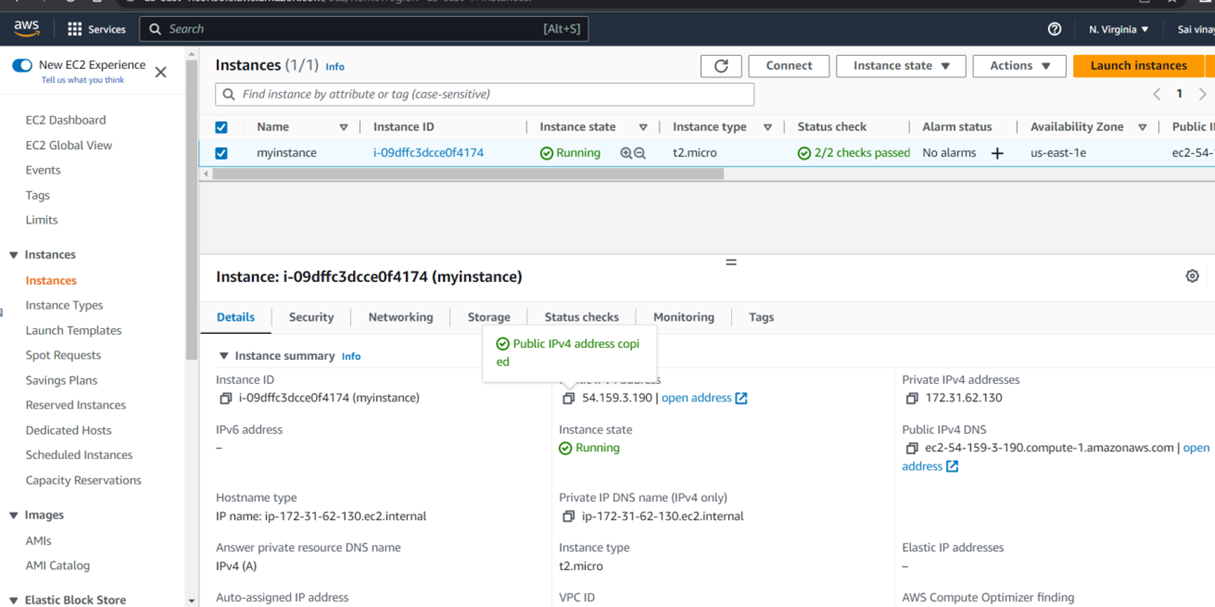 aws
Services
Search
[Alt+S]
N. Virginia
Sai vinay
New EC2 Experience
Tell us what you think
EC2 Dashboard
EC2 Global View
Events
Tags
Limits
Instances
Instances
Instance Types
Launch Templates
Spot Requests
Savings Plans
Reserved Instances
Dedicated Hosts
Scheduled Instances
Capacity Reservations
Images
AMIs
AMI Catalog
Elastic Block Store
Instances (1/1) Info
Connect
Instance state
Actions
Launch instances
Find instance by attribute or tag (case-sensitive)
1
Name
Instance ID
Instance state
Instance type
Status check
Alarm status
Availability Zone
Public I
myinstance
i-09dffc3dcce0f4174
Running
t2.micro
2/2 checks passed
No alarms +
us-east-1e
ec2-54-
Instance: i-09dffc3dcce0f4174 (myinstance)
Details
Security
Networking
Storage
Status checks
Monitoring
Tags
Public IPv4 address copi
ed
Instance summary Info
Instance ID
i-09dffc3dcce0f4174 (myinstance)
54.159.3.190 | open address
Private IPv4 addresses
172.31.62.130
IPv6 address
–
Instance state
Running
Public IPv4 DNS
ec2-54-159-3-190.compute-1.amazonaws.com | open
address
Hostname type
IP name: ip-172-31-62-130.ec2.internal
Private IP DNS name (IPv4 only)
ip-172-31-62-130.ec2.internal
Answer private resource DNS name
IPv4 (A)
Instance type
t2.micro
Elastic IP addresses
–
Auto-assigned IP address
VPC ID
AWS Compute Optimizer finding